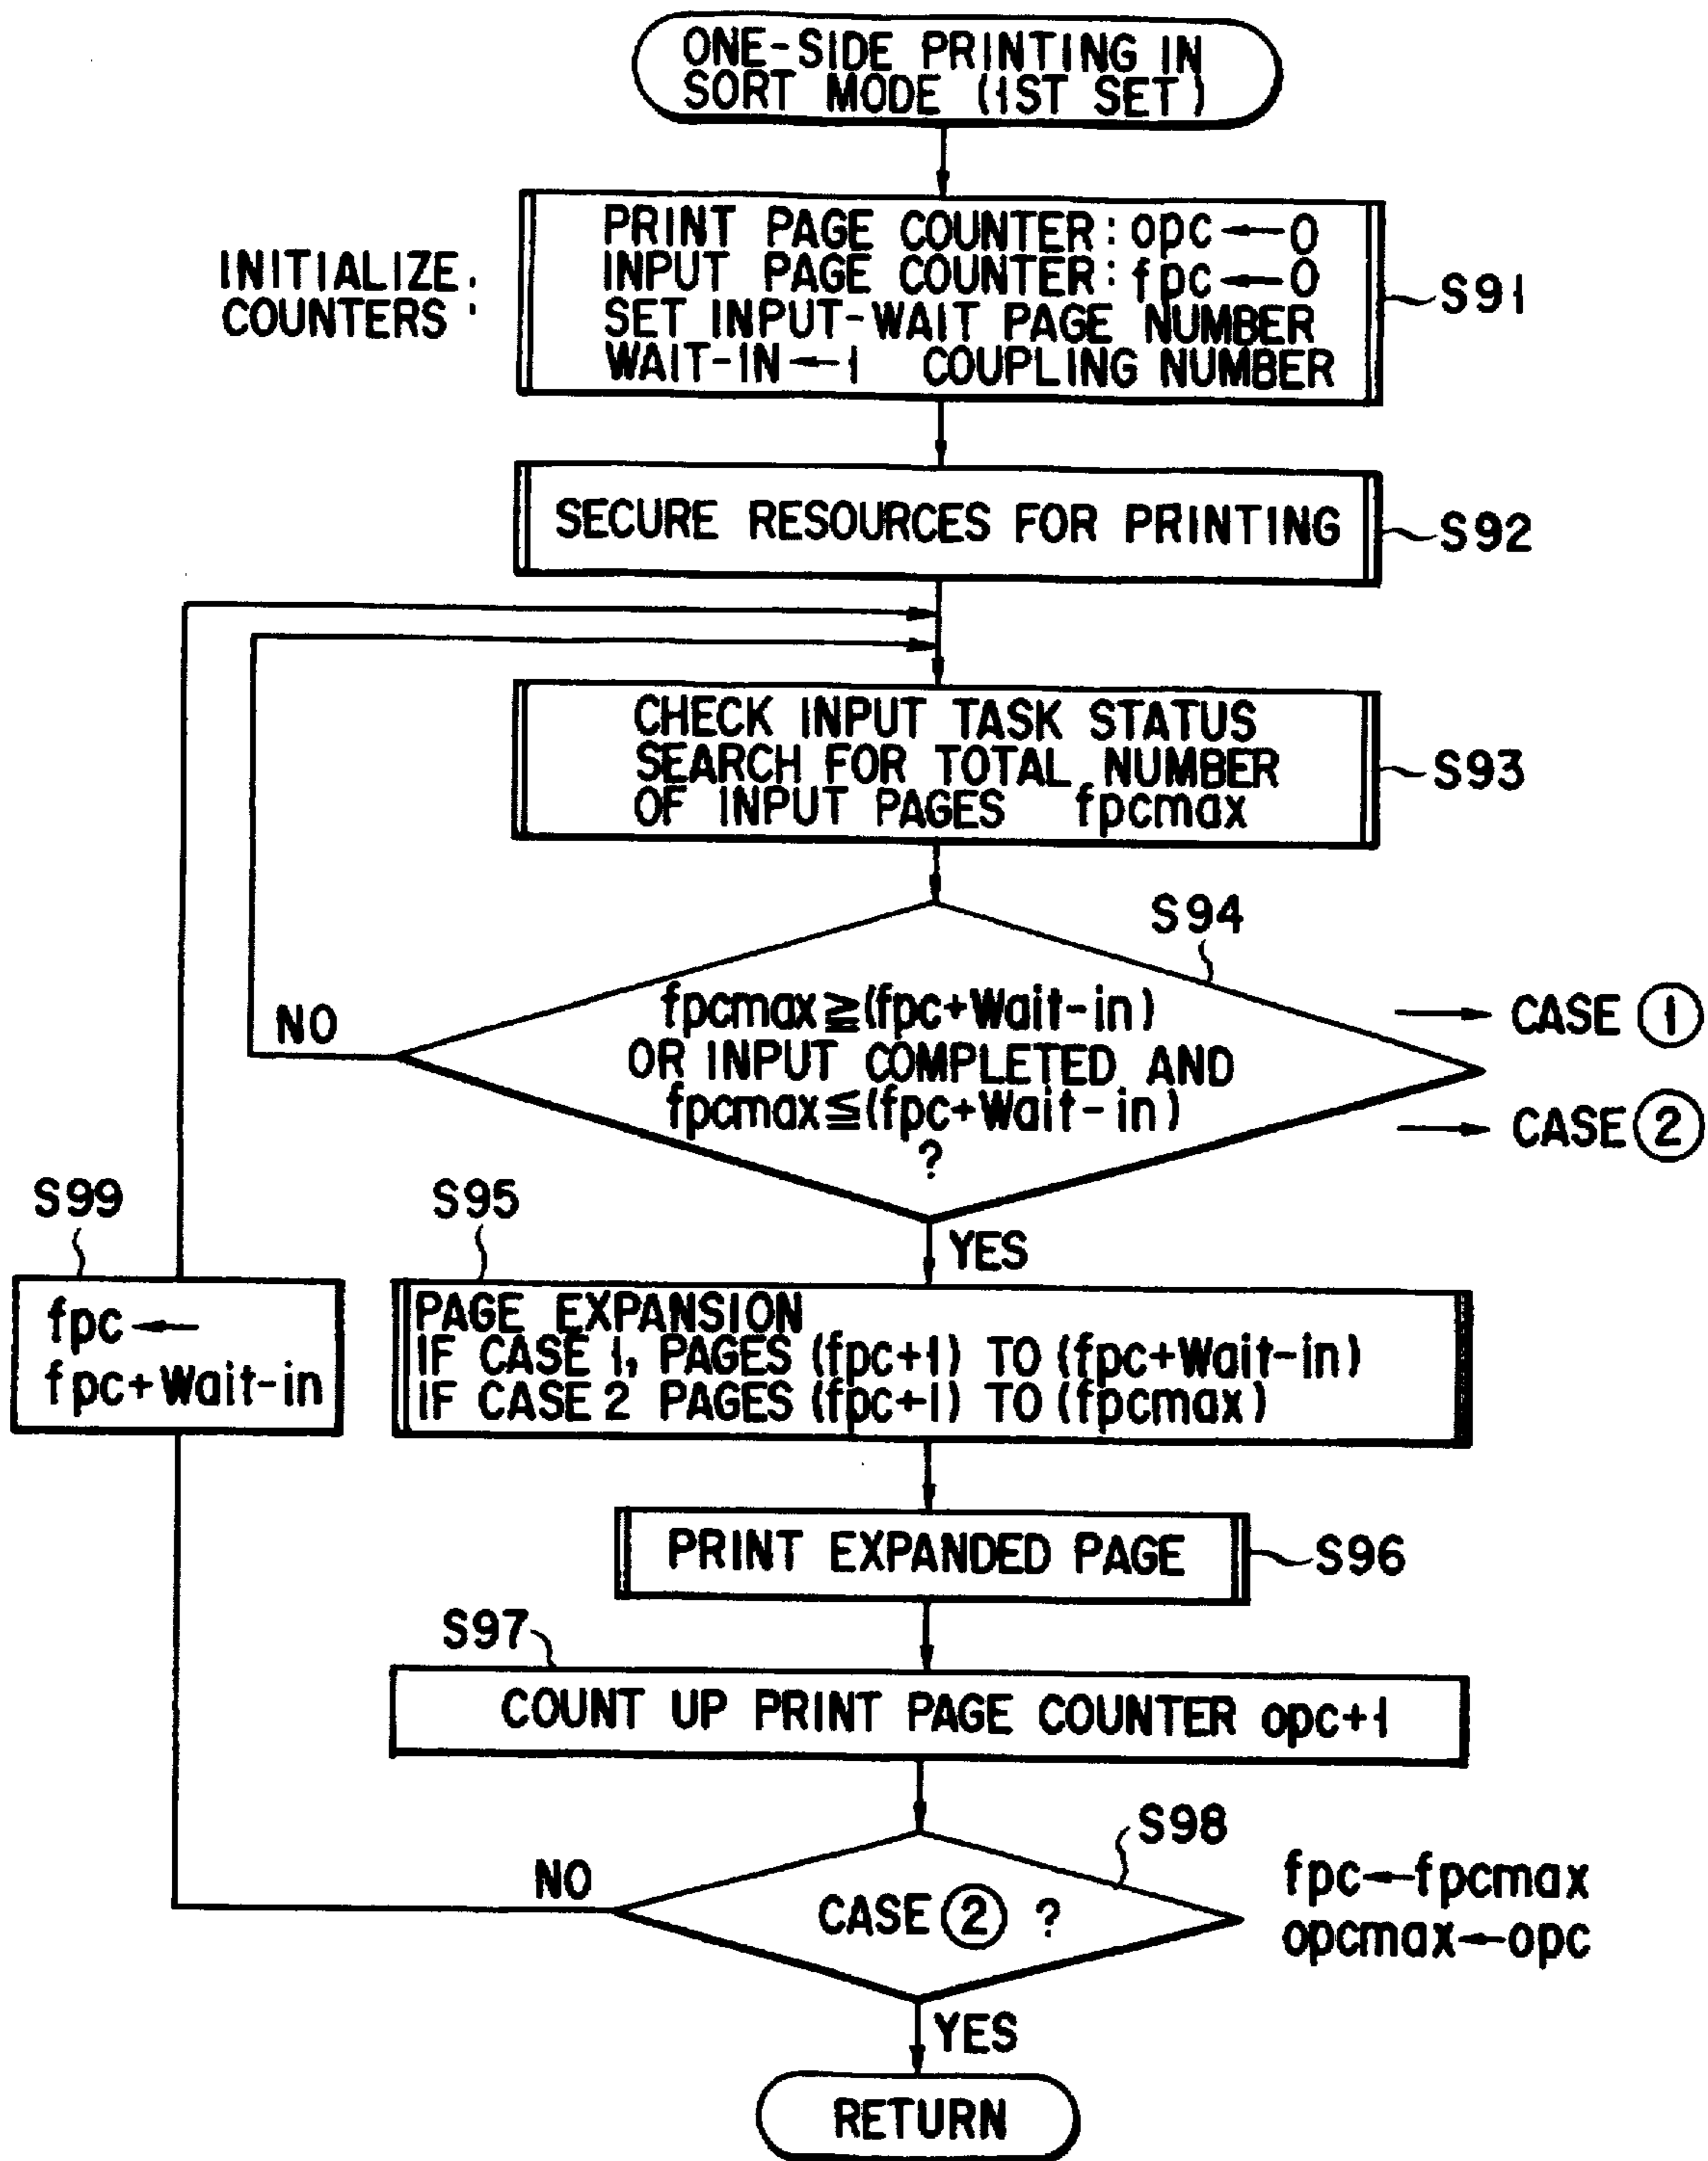 ONE-SIDE PRINTING IN
SORT MODE (1ST SET)
INITIALIZE
COUNTERS :
PRINT PAGE COUNTER: opc←0
INPUT PAGE COUNTER: fpc←0
SET INPUT-WAIT PAGE NUMBER
WAIT-IN←1 COUPLING NUMBER
S91
SECURE RESOURCES FOR PRINTING
S92
CHECK INPUT TASK STATUS
SEARCH FOR TOTAL NUMBER
OF INPUT PAGES fpcmax
S93
S94
fpcmax≧(fpc+Wait-in)
OR INPUT COMPLETED AND
fpcmax≦(fpc+Wait-in)
?
→ CASE ①
→ CASE ②
NO
YES
S99
fpc←
fpc+Wait-in
S95
PAGE EXPANSION
IF CASE 1, PAGES (fpc+1) TO (fpc+Wait-in)
IF CASE 2 PAGES (fpc+1) TO (fpcmax)
PRINT EXPANDED PAGE
S96
S97
COUNT UP PRINT PAGE COUNTER opc+1
S98
CASE ② ?
NO
fpc←fpcmax
opcmax←opc
YES
RETURN